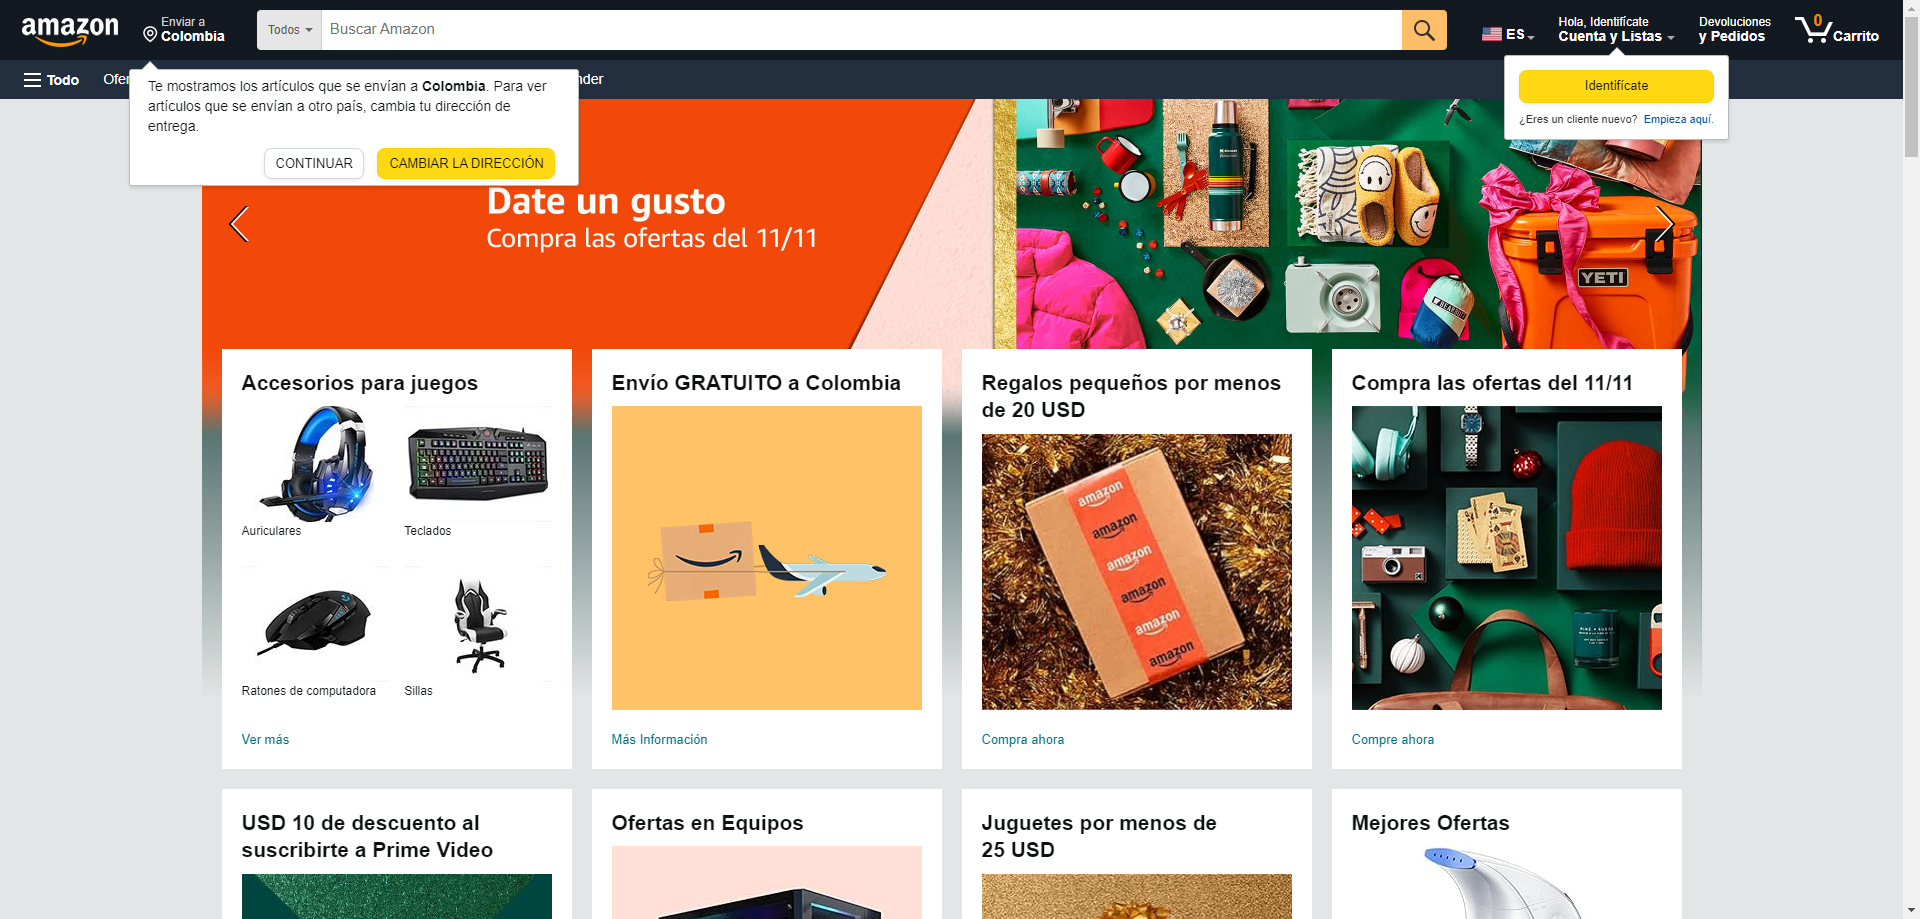 amazon
Enviar a
Colombia
Todos
Buscar Amazon
ES
Hola, Identifícate
Cuenta y Listas
Devoluciones
y Pedidos
0
Carrito
Todo
Te mostramos los artículos que se envían a Colombia. Para ver
artículos que se envían a otro país, cambia tu dirección de
entrega.
CONTINUAR
CAMBIAR LA DIRECCIÓN
Identifícate
¿Eres un cliente nuevo? Empieza aquí.
Date un gusto
Compra las ofertas del 11/11
STANLEY
YETI
Accesorios para juegos
Auriculares
Teclados
Ratones de computadora
Sillas
Ver más
Envío GRATUITO a Colombia
Más Información
Regalos pequeños por menos
de 20 USD
amazon
amazon
amazon
amazon
amazon
amazon
Compra ahora
Compra las ofertas del 11/11
Compre ahora
USD 10 de descuento al
suscribirte a Prime Video
Ofertas en Equipos
Juguetes por menos de
25 USD
Mejores Ofertas